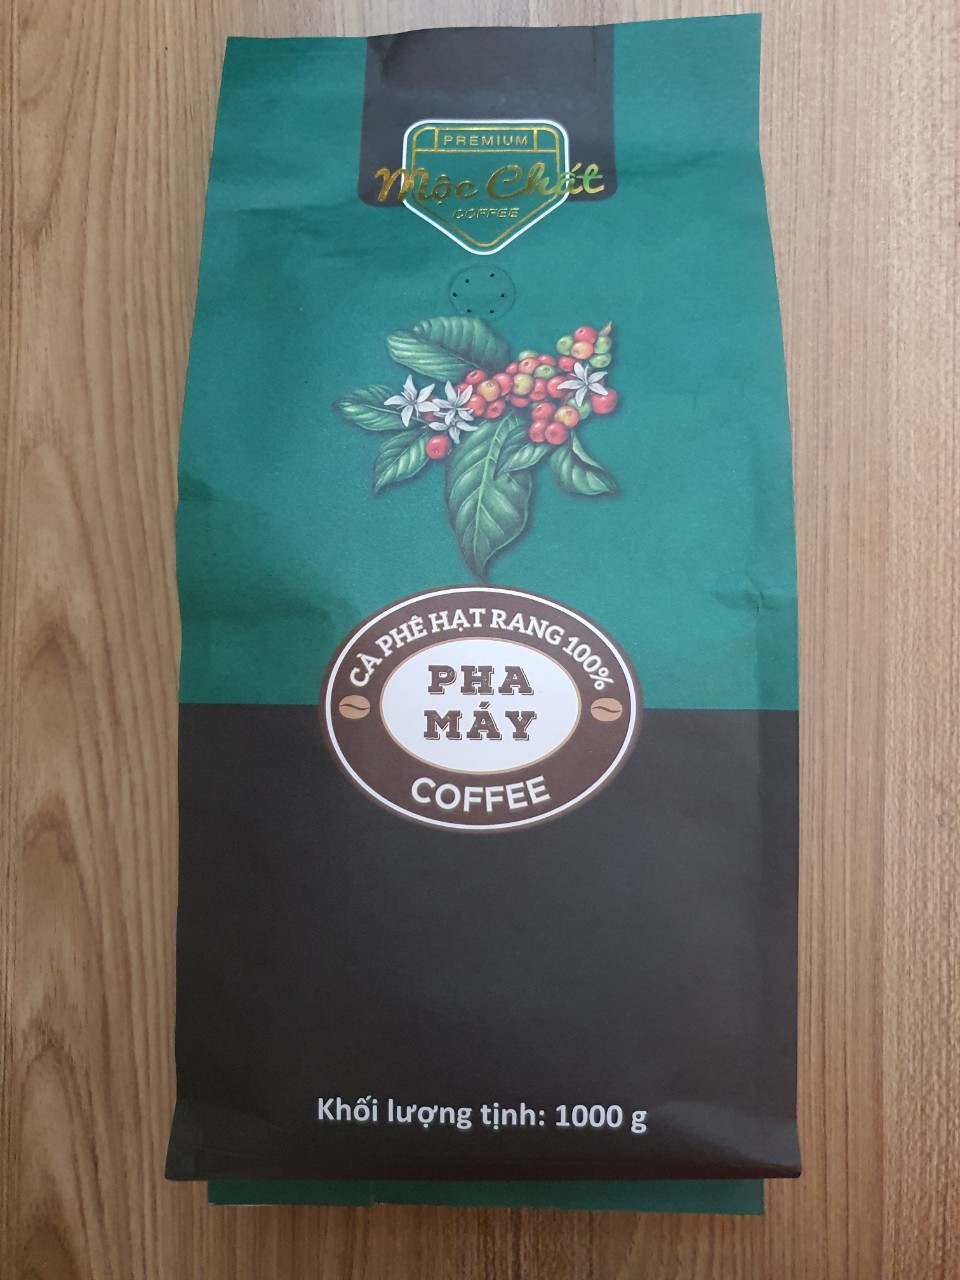 PREMIUM
Mộc Chất
COFFEE
CÀ PHÊ HẠT RANG 100%
PHA
MÁY
COFFEE
Khối lượng tịnh: 1000 g